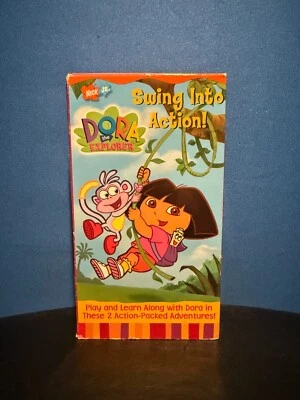 NICK JR.
Swing Into
Action!
DORA
the
EXPLORER
Play and Learn Along with Dora in
These 2 Action-Packed Adventures!